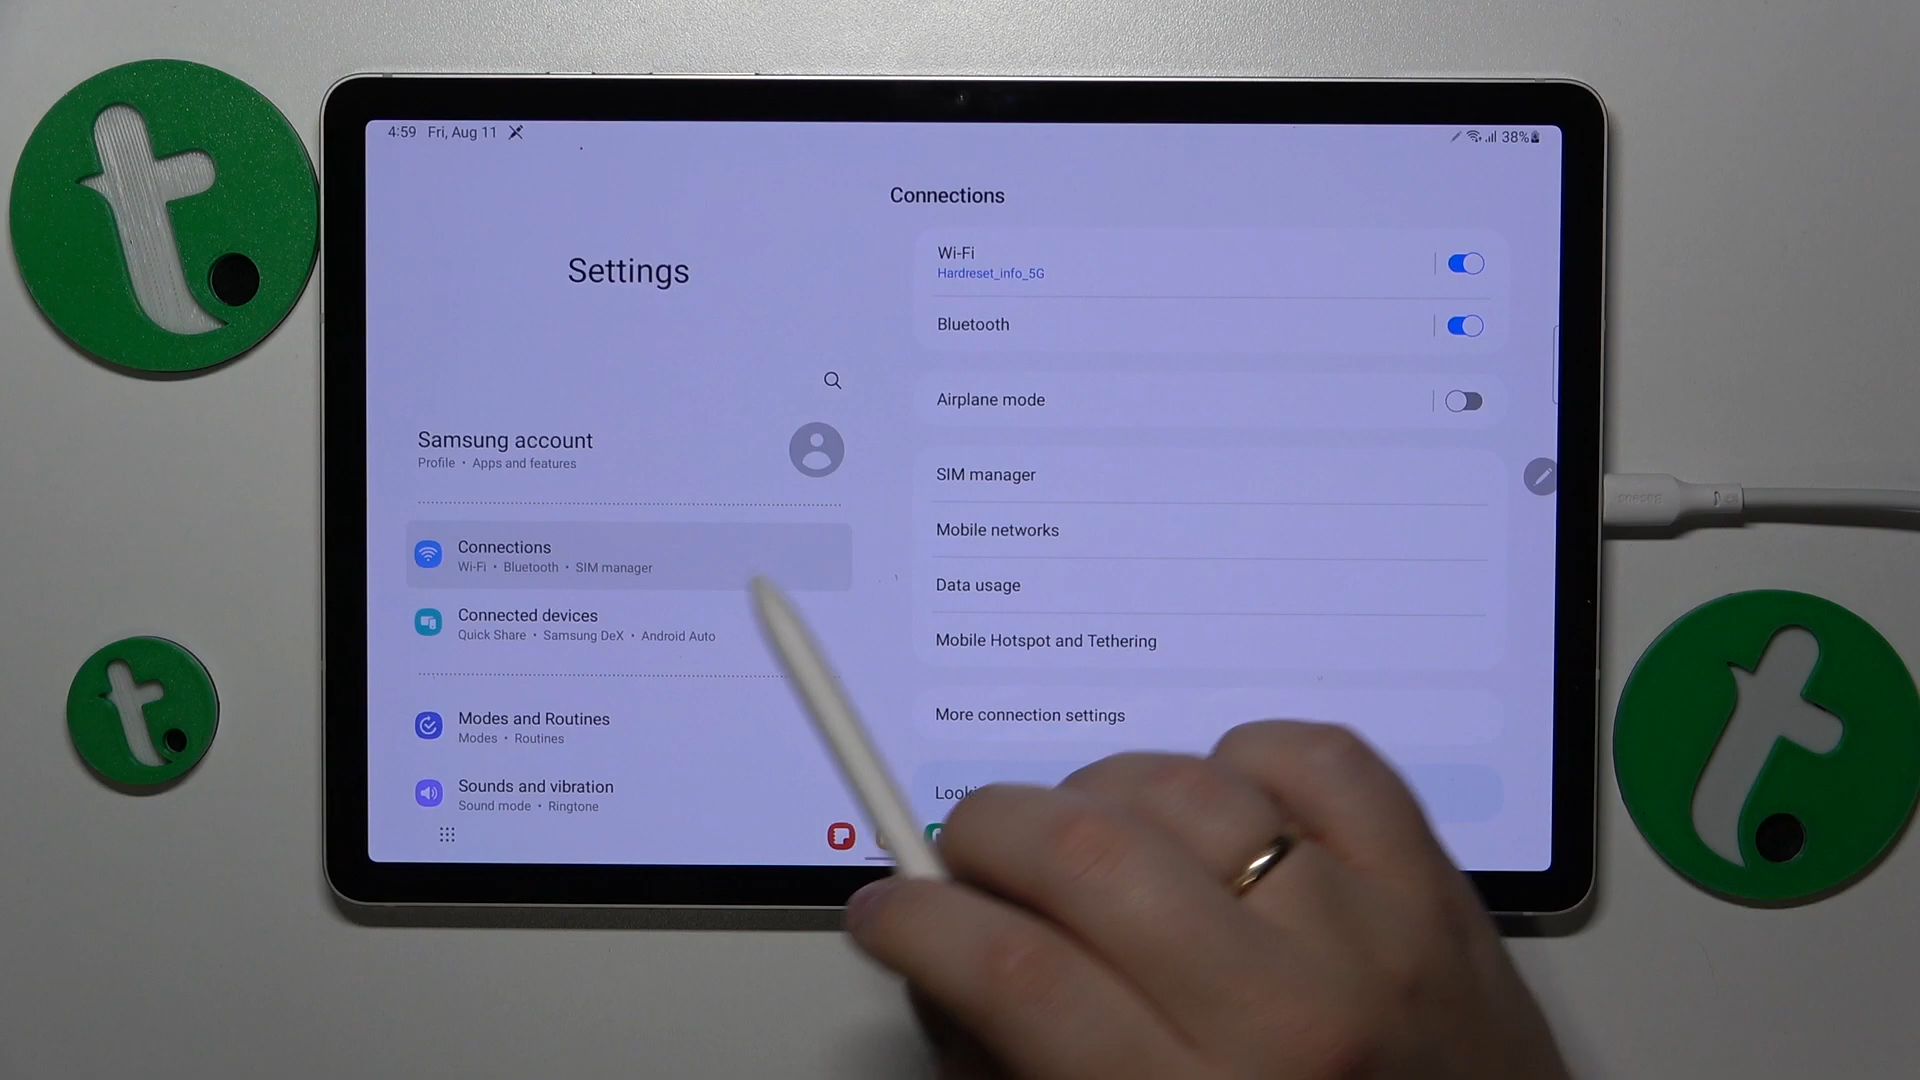 4:59 Fri, Aug 11
38%
Connections
Settings
Wi-Fi
Hardreset_info_5G
Bluetooth
Airplane mode
Samsung account
Profile • Apps and features
SIM manager
Mobile networks
Connections
Wi-Fi • Bluetooth • SIM manager
Data usage
Connected devices
Quick Share • Samsung DeX • Android Auto
Mobile Hotspot and Tethering
Modes and Routines
Modes • Routines
More connection settings
Sounds and vibration
Sound mode • Ringtone
Baseus